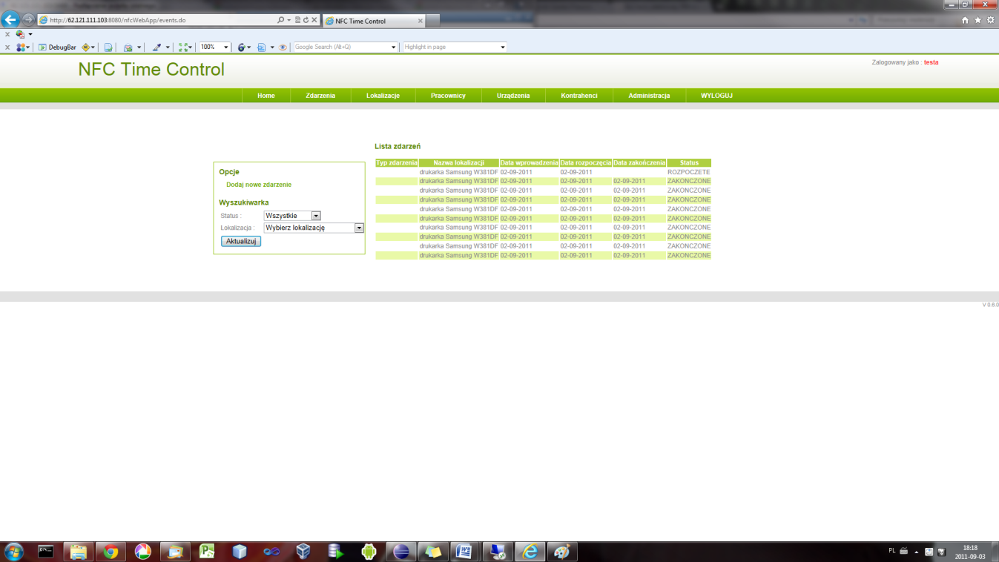 http://62.121.111.103:8080/nfcWebApp/events.do
NFC Time Control
DebugBar
100%
Google Search (Alt+Q)
Highlight in page
NFC Time Control
Zalogowany jako : testa
Home Zdarzenia Lokalizacje Pracownicy Urządzenia Kontrahenci Administracja WYLOGUJ
Opcje
Dodaj nowe zdarzenie
Wyszukiwarka
Status : Wszystkie
Lokalizacja : Wybierz lokalizację
Aktualizuj
Lista zdarzeń
Typ zdarzenia Nazwa lokalizacji Data wprowadzenia Data rozpoczęcia Data zakończenia Status
drukarka Samsung W381DF 02-09-2011 02-09-2011 ROZPOCZETE
drukarka Samsung W381DF 02-09-2011 02-09-2011 02-09-2011 ZAKONCZONE
drukarka Samsung W381DF 02-09-2011 02-09-2011 02-09-2011 ZAKONCZONE
drukarka Samsung W381DF 02-09-2011 02-09-2011 02-09-2011 ZAKONCZONE
drukarka Samsung W381DF 02-09-2011 02-09-2011 02-09-2011 ZAKONCZONE
drukarka Samsung W381DF 02-09-2011 02-09-2011 02-09-2011 ZAKONCZONE
drukarka Samsung W381DF 02-09-2011 02-09-2011 02-09-2011 ZAKONCZONE
drukarka Samsung W381DF 02-09-2011 02-09-2011 02-09-2011 ZAKONCZONE
drukarka Samsung W381DF 02-09-2011 02-09-2011 02-09-2011 ZAKONCZONE
drukarka Samsung W381DF 02-09-2011 02-09-2011 02-09-2011 ZAKONCZONE
V 0.6.0
PL
18:18
2011-09-03